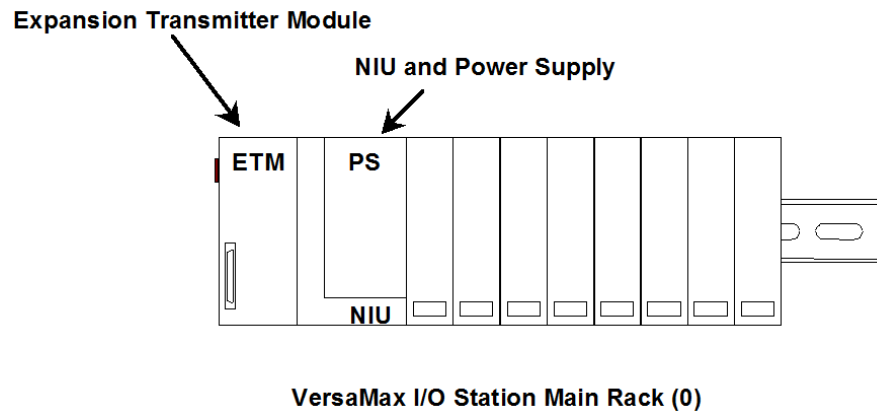 Expansion Transmitter Module
NIU and Power Supply
ETM
PS
NIU
VersaMax I/O Station Main Rack (0)